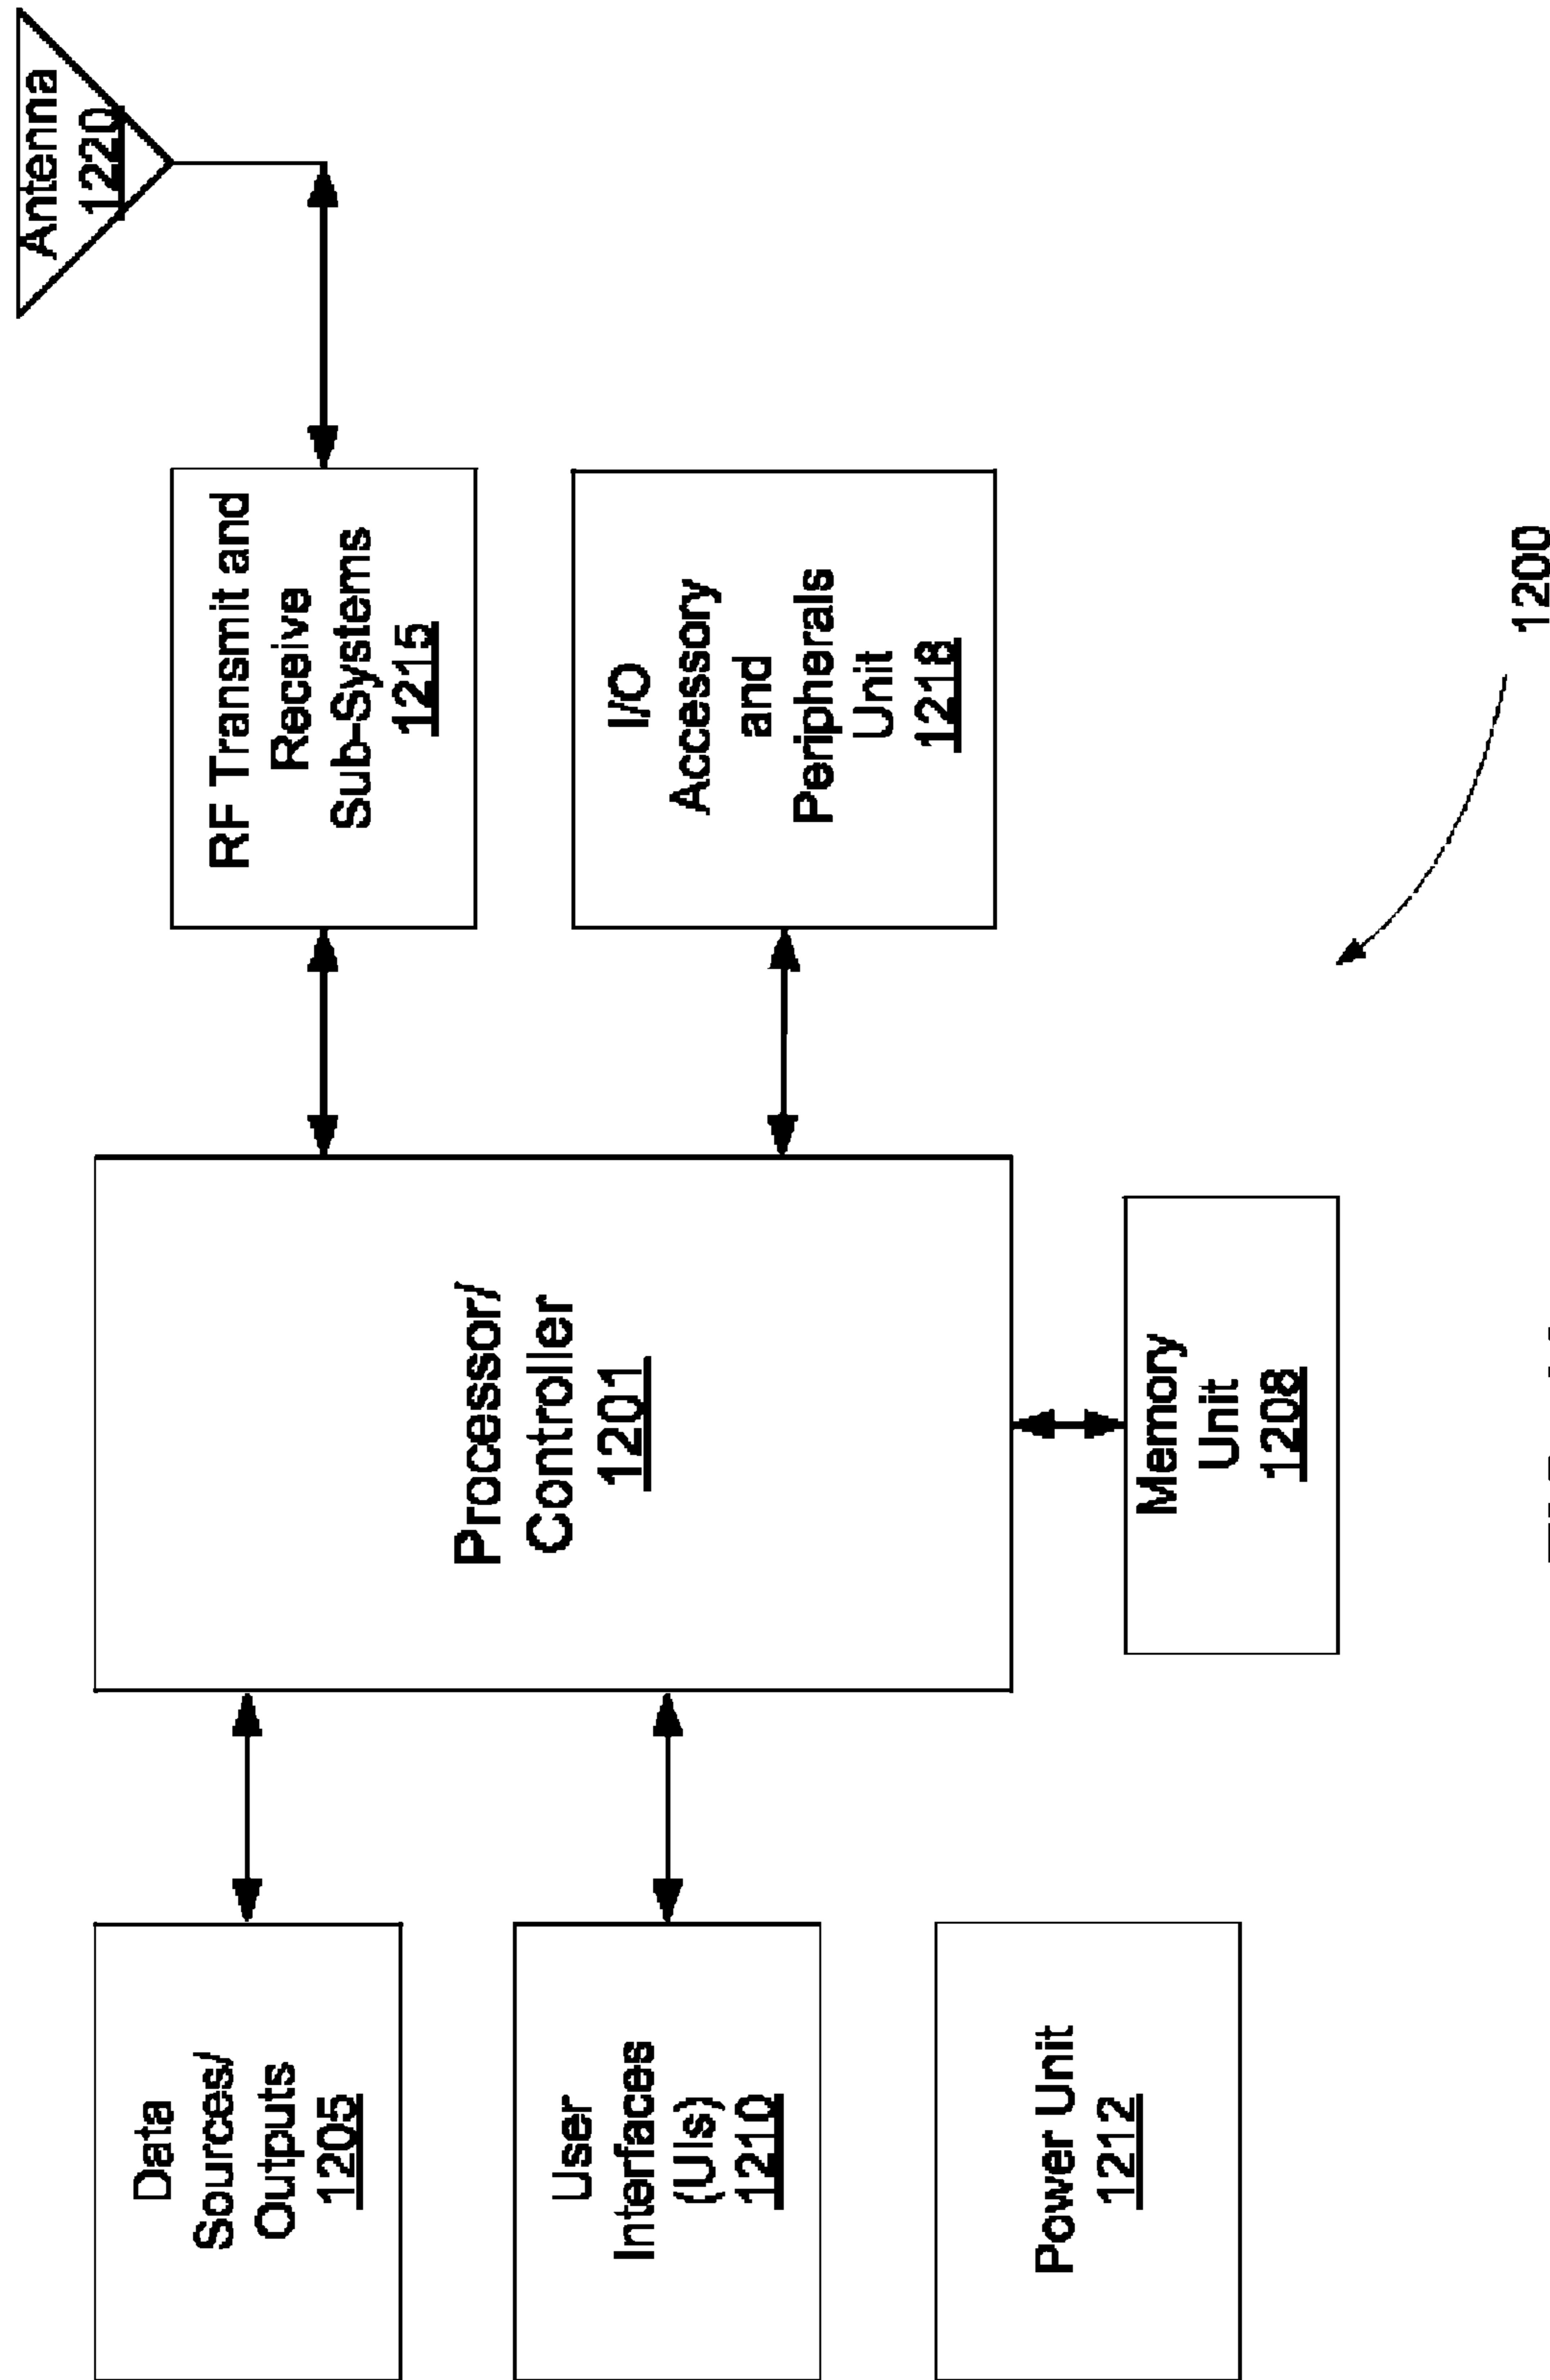 Data
Sources/
Outputs
1205
User
Interfaces
(UIs)
1210
Power Unit
1212
Processor/
Controller
1201
Memory
Unit
1208
RF Transmit and
Receive
Sub-Systems
1215
I/O
Accessory
and
Peripherals
Unit
1218
Antenna
1220
1200